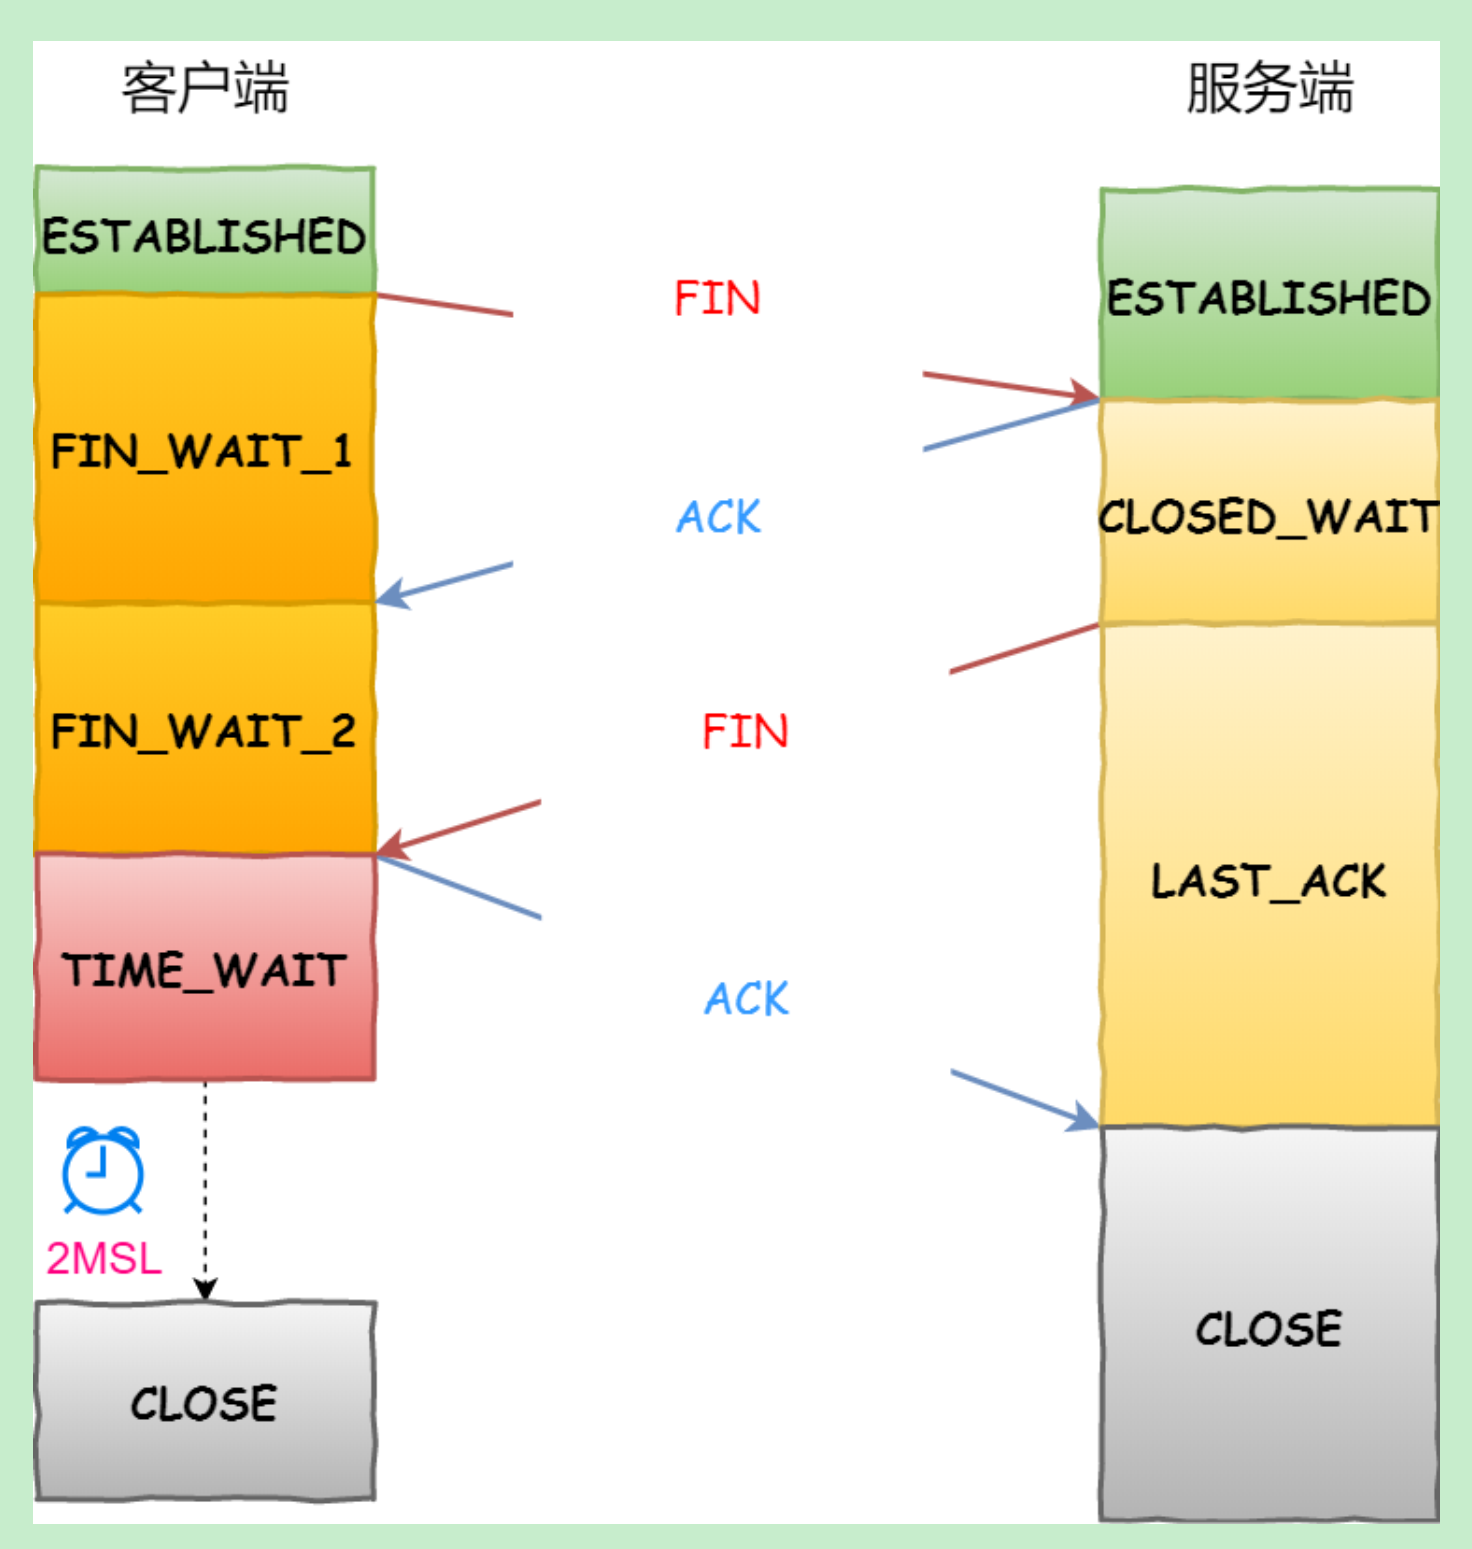 客户端
服务端
ESTABLISHED
FIN
ESTABLISHED
FIN_WAIT_1
ACK
CLOSED_WAIT
FIN_WAIT_2
FIN
LAST_ACK
TIME_WAIT
ACK
2MSL
CLOSE
CLOSE